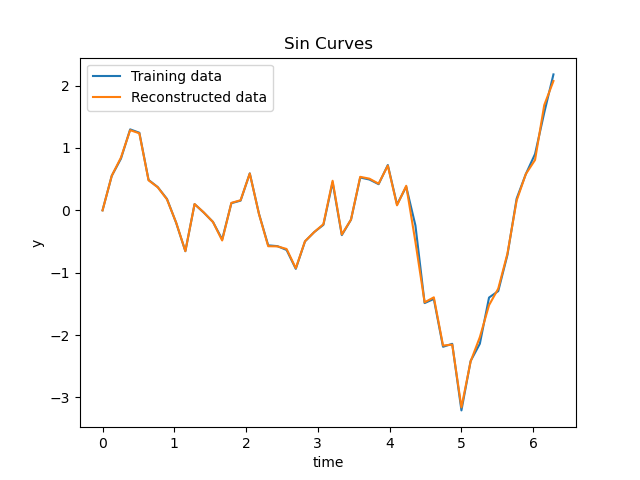 Sin Curves
Training data
Reconstructed data
2
1
0
−1
−2
−3
y
0 1 2 3 4 5 6
time